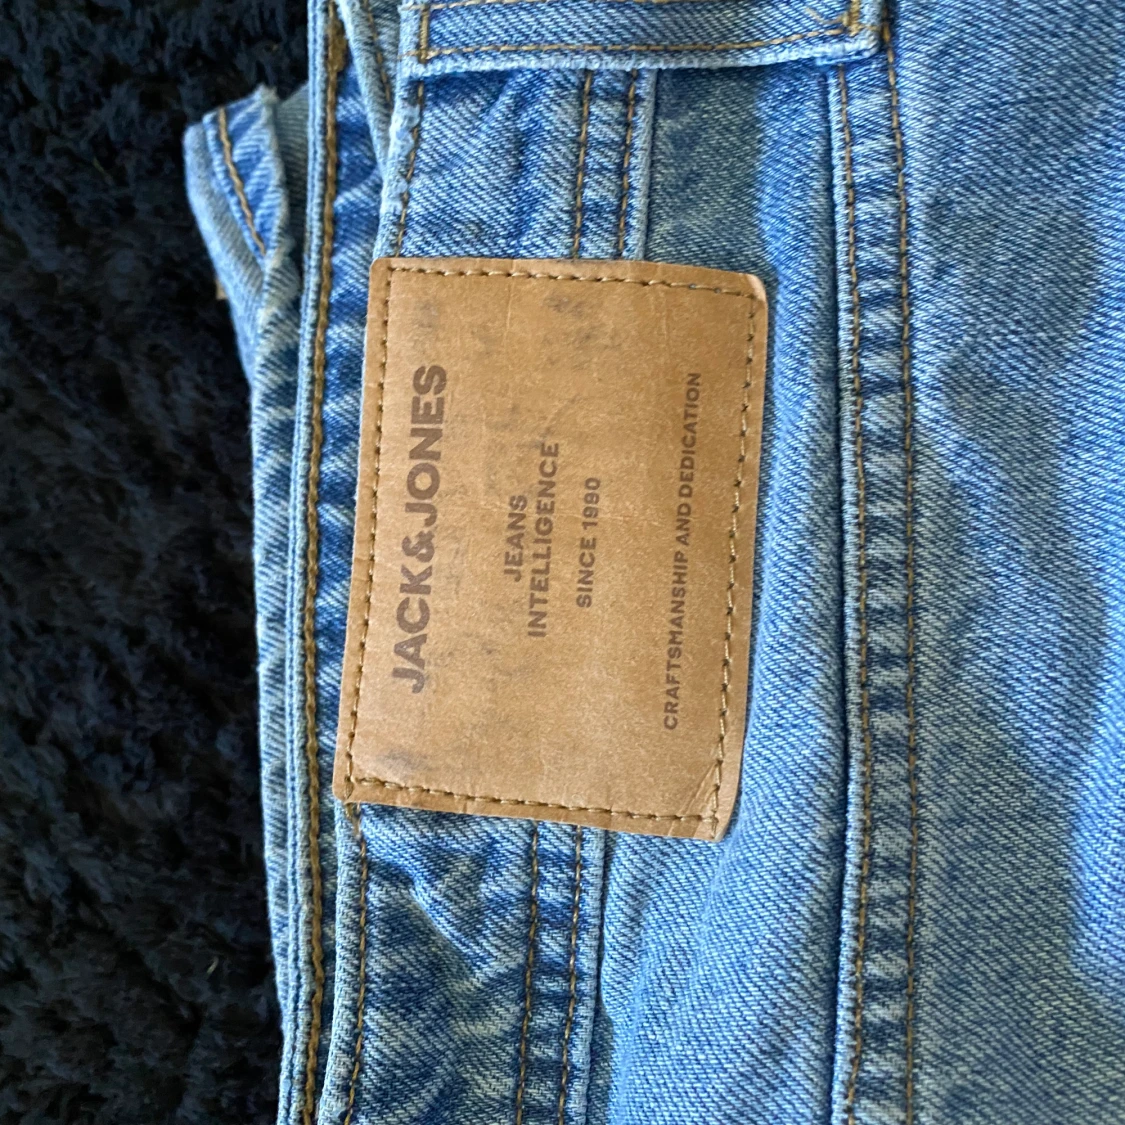 JACK&JONES
JEANS
INTELLIGENCE
SINCE 1990
CRAFTSMANSHIP AND DEDICATION